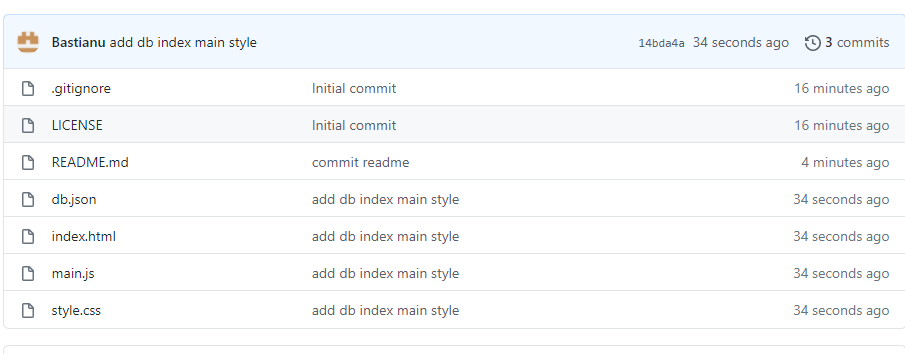 Bastianu add db index main style 14bda4a 34 seconds ago 3 commits
.gitignore Initial commit 16 minutes ago
LICENSE Initial commit 16 minutes ago
README.md commit readme 4 minutes ago
db.json add db index main style 34 seconds ago
index.html add db index main style 34 seconds ago
main.js add db index main style 34 seconds ago
style.css add db index main style 34 seconds ago